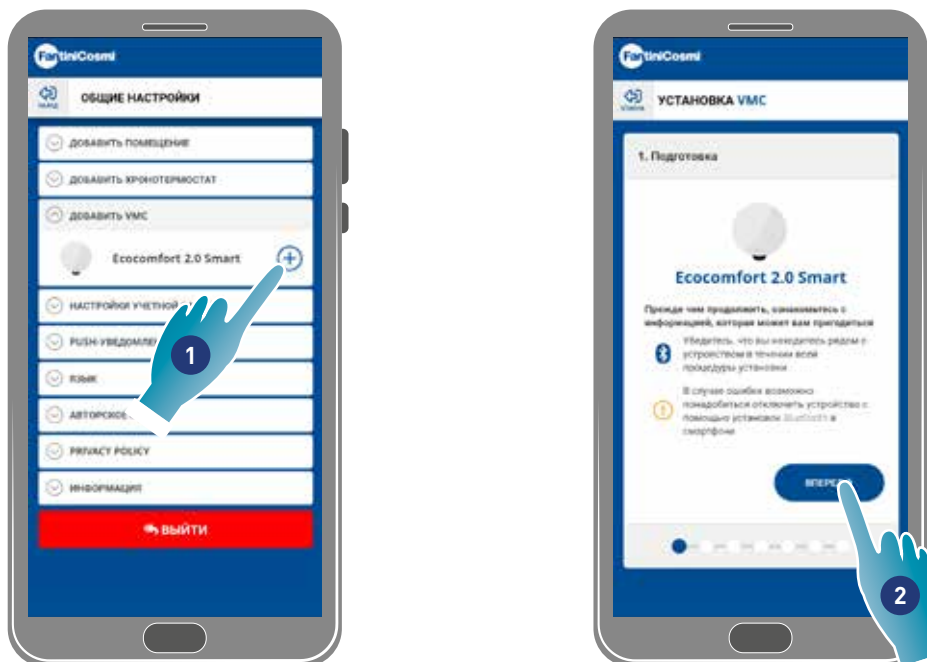 FantiniCosmi
НАЗАД
ОБЩИЕ НАСТРОЙКИ
ДОБАВИТЬ ПОМЕЩЕНИЕ
ДОБАВИТЬ ХРОНОТЕРМОСТАТ
ДОБАВИТЬ VMC
Ecocomfort 2.0 Smart
НАСТРОЙКИ УЧЕТНОЙ
PUSH-УВЕДОМЛЕ
1
ЯЗЫК
АВТОРСКОЕ
PRIVACY POLICY
ИНФОРМАЦИЯ
ВЫЙТИ
FantiniCosmi
УСТАНОВКА VMC
1. Подготовка
Ecocomfort 2.0 Smart
Прежде чем продолжить, ознакомьтесь с
информацией, которая может вам пригодиться
Убедитесь, что вы находитесь рядом с
устройством в течении всей
процедуры установки
В случае ошибки возможно
понадобиться отключить устройство с
помощью установок Bluetooth в
смартфоне
ВПЕРЕД
2